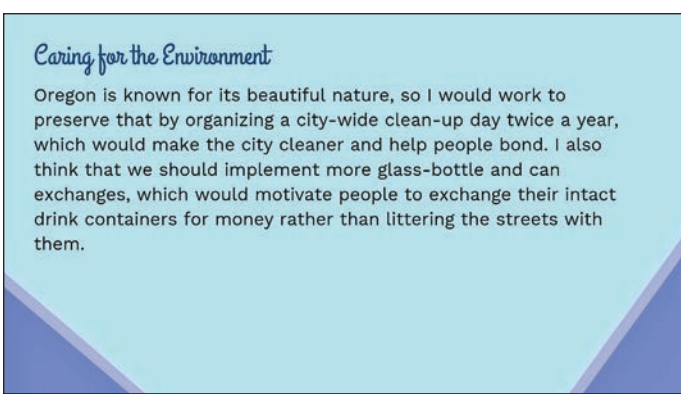 Caring for the Environment
Oregon is known for its beautiful nature, so I would work to
preserve that by organizing a city-wide clean-up day twice a year,
which would make the city cleaner and help people bond. I also
think that we should implement more glass-bottle and can
exchanges, which would motivate people to exchange their intact
drink containers for money rather than littering the streets with
them.